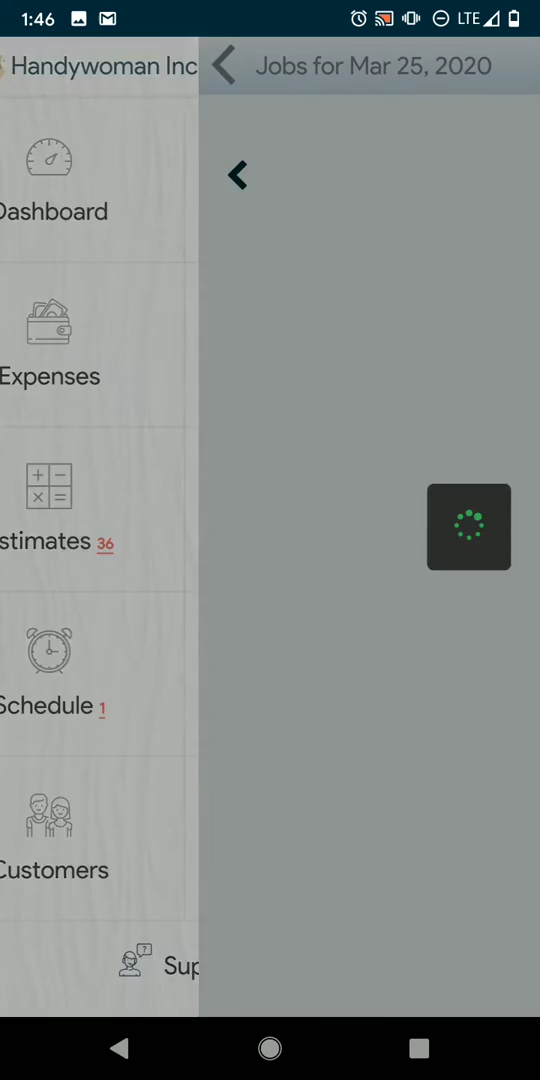 1:46
LTE
Handywoman Inc
Jobs for Mar 25, 2020
Dashboard
Expenses
stimates 36
Schedule 1
Customers
?
Sup